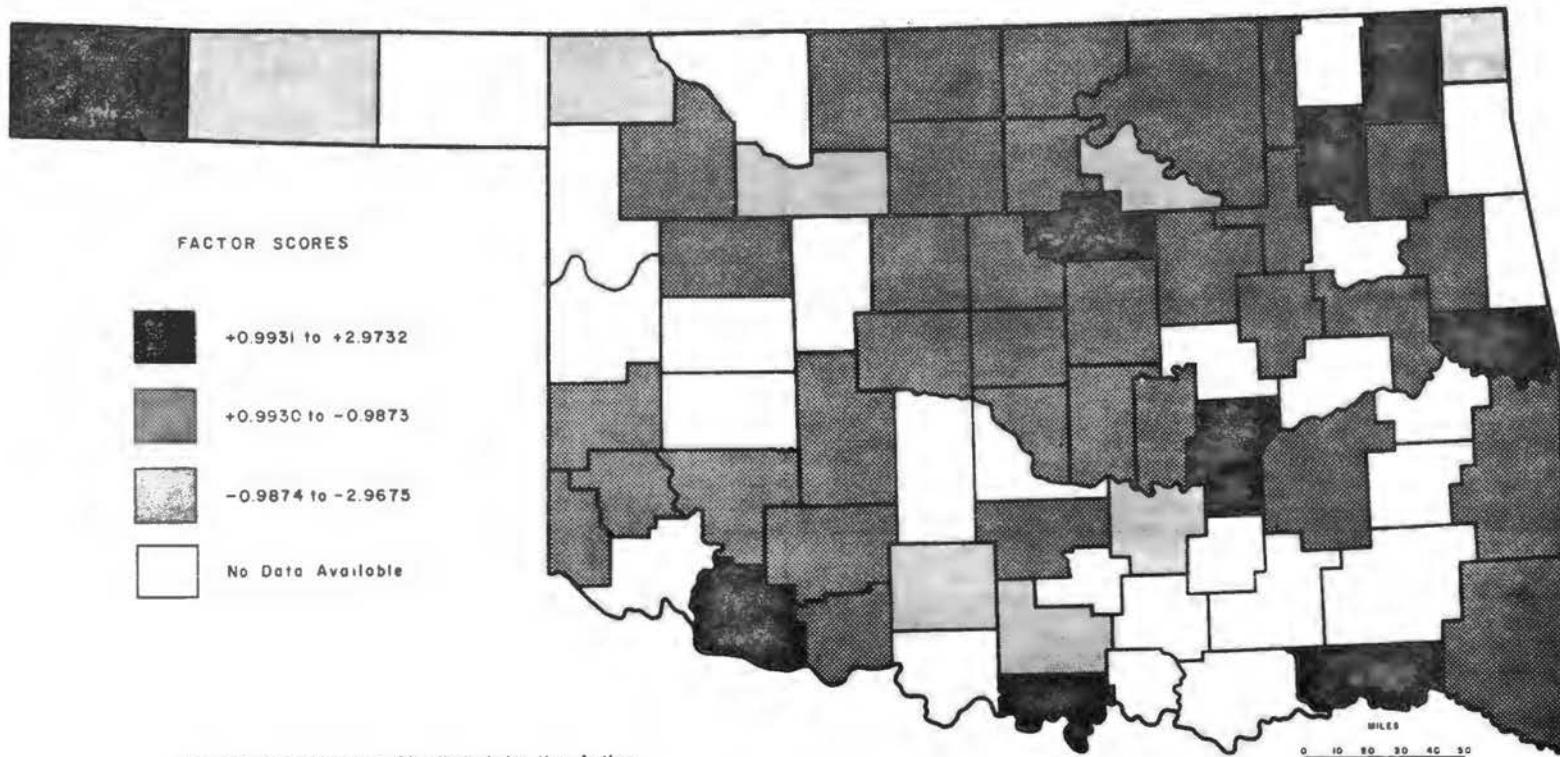 FACTOR SCORES
+0.9931 to +2.9732
+0.9930 to -0.9873
-0.9874 to -2.9675
No Data Available
MILES
0 10 20 30 40 50